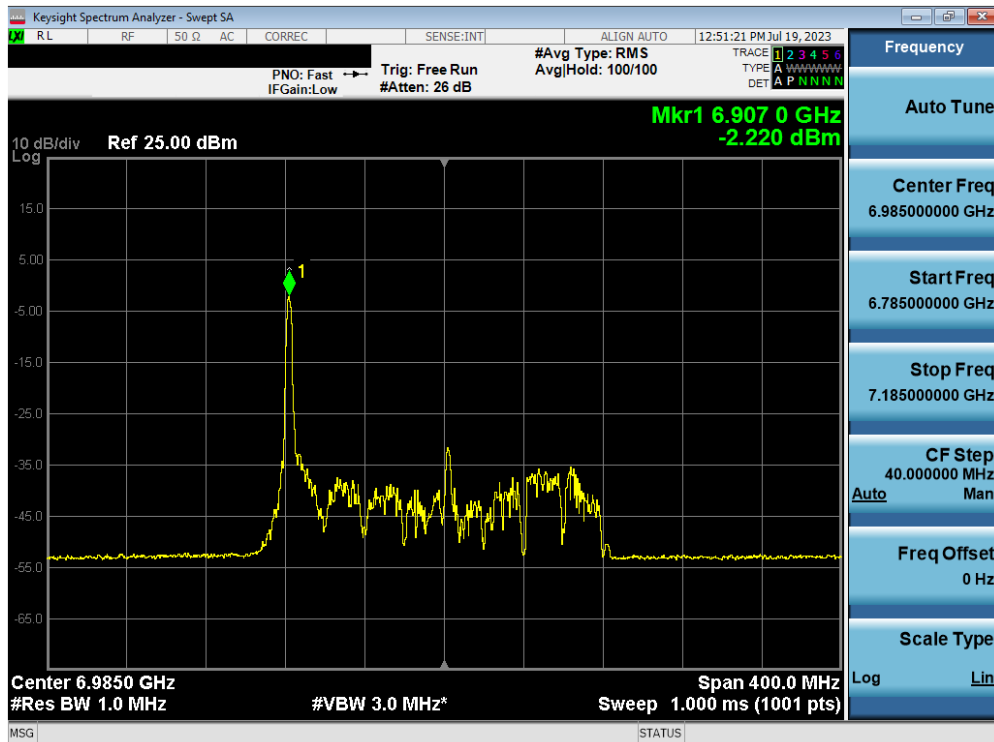 Keysight Spectrum Analyzer - Swept SA
LXI RL RF 50 Ω AC CORREC SENSE:INT ALIGN AUTO 12:51:21 PM Jul 19, 2023
PNO: Fast
IFGain:Low
Trig: Free Run
#Atten: 26 dB
#Avg Type: RMS
Avg|Hold: 100/100
TRACE 1 2 3 4 5 6
TYPE A WWWWW
DET A P N N N N
Mkr1 6.907 0 GHz
-2.220 dBm
10 dB/div Ref 25.00 dBm
Log
15.0
5.00
1
-5.00
-15.0
-25.0
-35.0
-45.0
-55.0
-65.0
Center 6.9850 GHz Span 400.0 MHz
#Res BW 1.0 MHz #VBW 3.0 MHz* Sweep 1.000 ms (1001 pts)
MSG STATUS
Frequency
Auto Tune
Center Freq
6.985000000 GHz
Start Freq
6.785000000 GHz
Stop Freq
7.185000000 GHz
CF Step
40.000000 MHz
Auto Man
Freq Offset
0 Hz
Scale Type
Log Lin